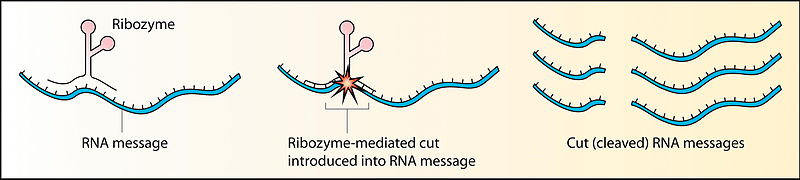 Ribozyme
RNA message
Ribozyme-mediated cut
introduced into RNA message
Cut (cleaved) RNA messages